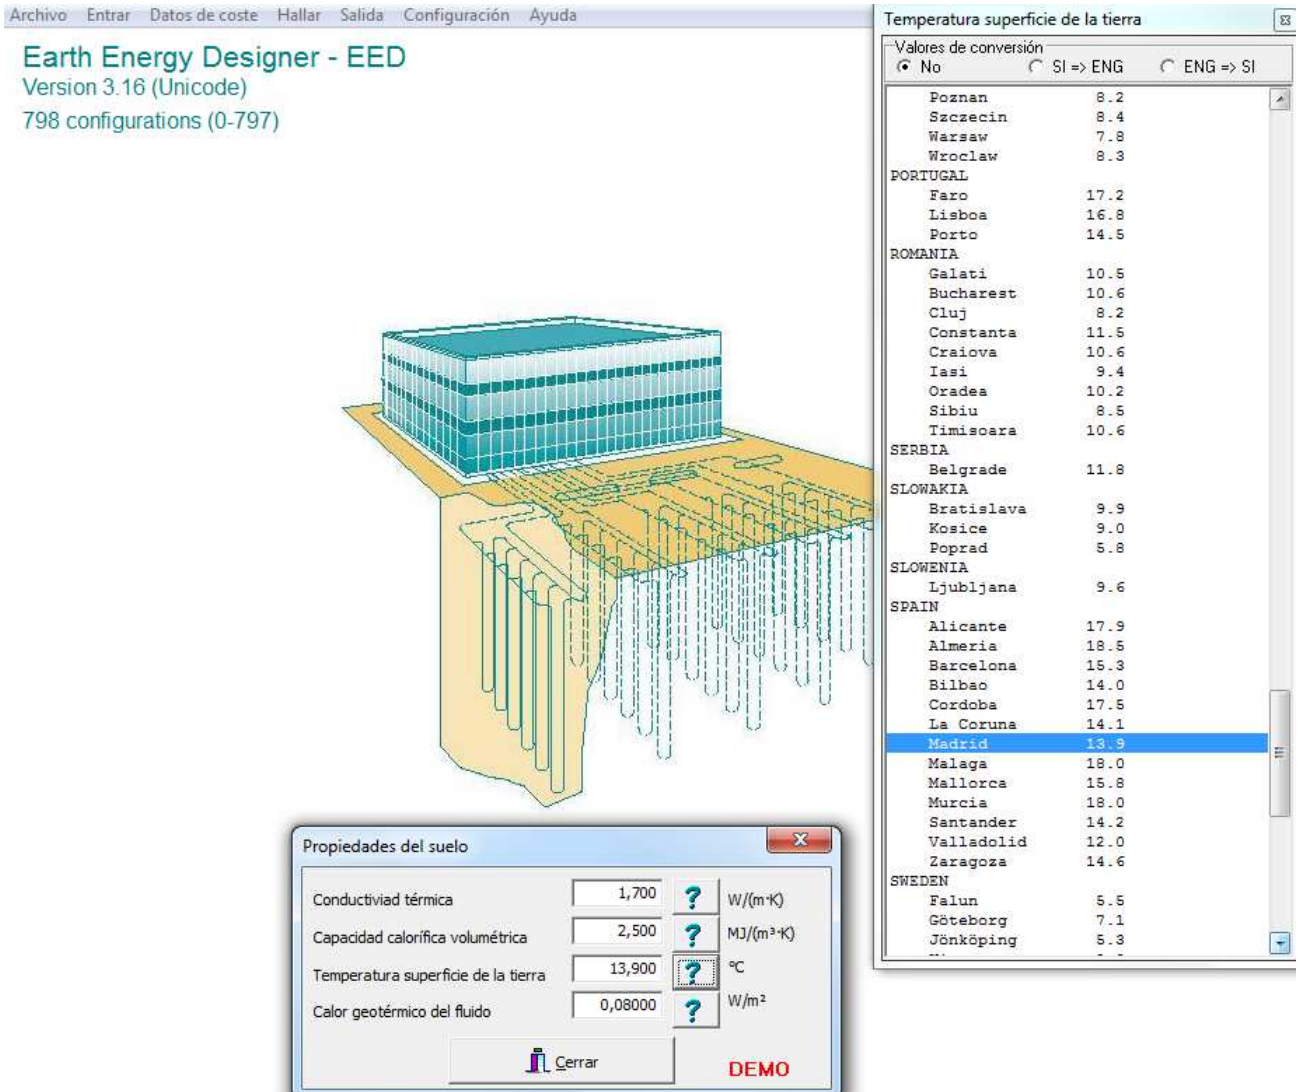 Archivo Entrar Datos de coste Hallar Salida Configuración Ayuda
Earth Energy Designer - EED
Version 3.16 (Unicode)
798 configurations (0-797)
Temperatura superficie de la tierra
Valores de conversión
No SI => ENG ENG => SI
Poznan 8.2
Szczecin 8.4
Warsaw 7.8
Wroclaw 8.3
PORTUGAL
Faro 17.2
Lisboa 16.8
Porto 14.5
ROMANIA
Galati 10.5
Bucharest 10.6
Cluj 8.2
Constanta 11.5
Craiova 10.6
Iasi 9.4
Oradea 10.2
Sibiu 8.5
Timisoara 10.6
SERBIA
Belgrade 11.8
SLOWAKIA
Bratislava 9.9
Kosice 9.0
Poprad 5.8
SLOWENIA
Ljubljana 9.6
SPAIN
Alicante 17.9
Almeria 18.5
Barcelona 15.3
Bilbao 14.0
Cordoba 17.5
La Coruna 14.1
Madrid 13.9
Malaga 18.0
Mallorca 15.8
Murcia 18.0
Santander 14.2
Valladolid 12.0
Zaragoza 14.6
SWEDEN
Falun 5.5
Göteborg 7.1
Jönköping 5.3
Propiedades del suelo
Conductiviad térmica 1,700 ? W/(m·K)
Capacidad calorífica volumétrica 2,500 ? MJ/(m³·K)
Temperatura superficie de la tierra 13,900 ? ºC
Calor geotérmico del fluido 0,08000 ? W/m²
Cerrar
DEMO